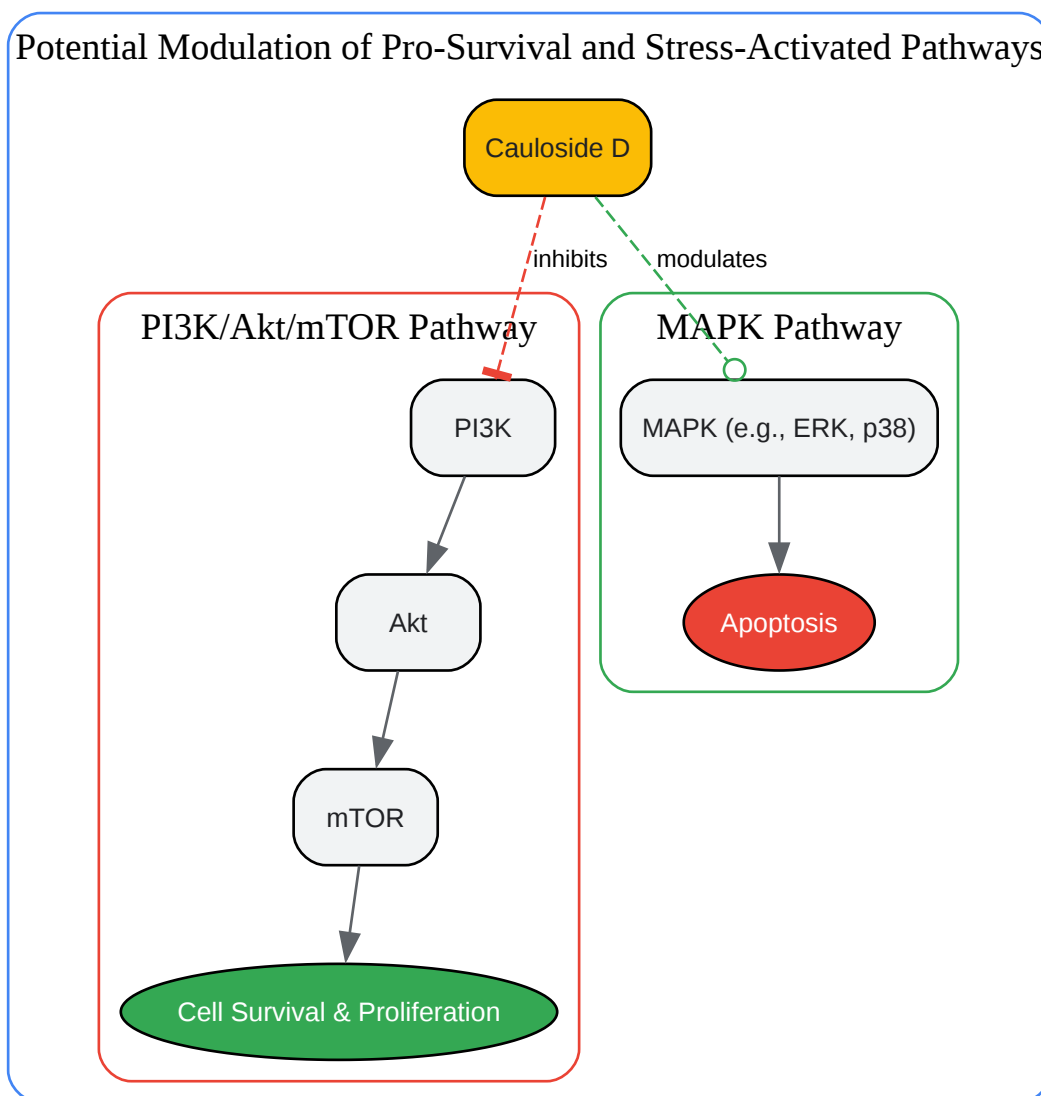 Potential Modulation of Pro-Survival and Stress-Activated Pathways
Cauloside D
inhibits
modulates
PI3K/Akt/mTOR Pathway
MAPK Pathway
PI3K
MAPK (e.g., ERK, p38)
Akt
Apoptosis
mTOR
Cell Survival & Proliferation